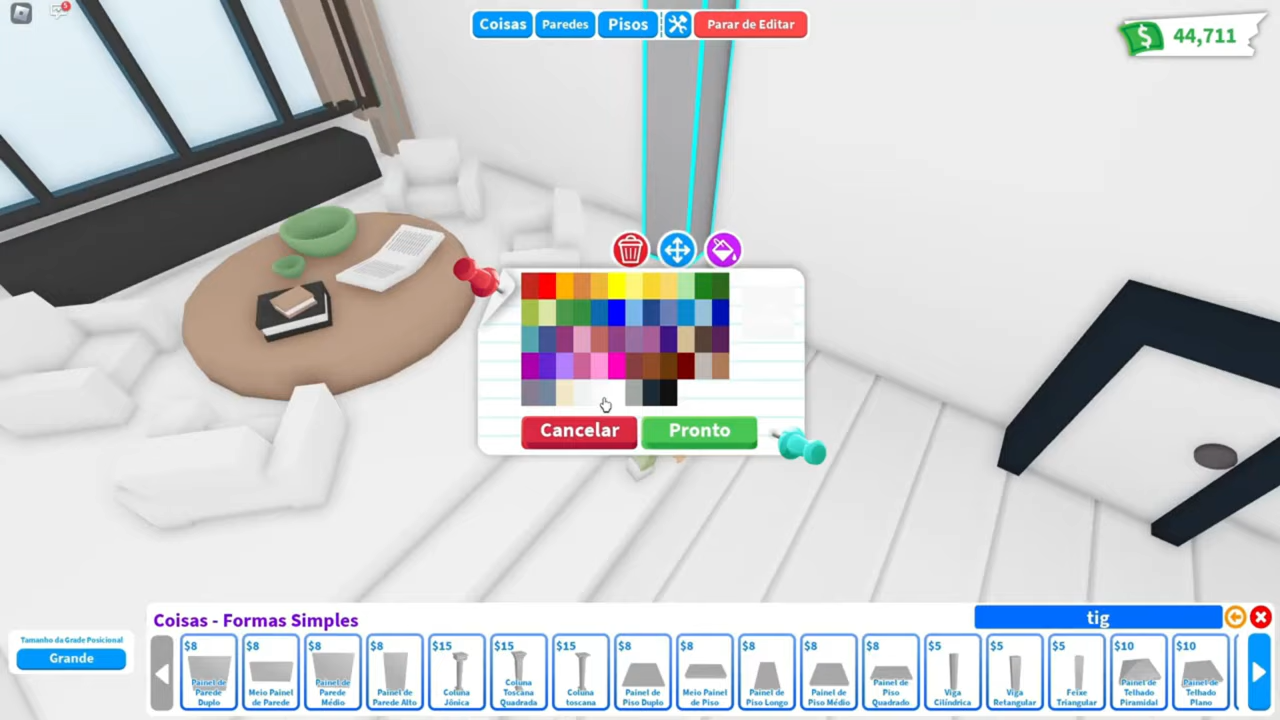 5
Coisas Paredes Pisos Parar de Editar
$ 44,711
Cancelar Pronto
Coisas - Formas Simples
tig
Tamanho da Grade Posicional
Grande
$8 Painel de Parede Duplo
$8 Meio Painel de Parede
$8 Painel de Parede Médio
$8 Painel de Parede Alto
$15 Coluna Jônica
$15 Coluna Toscana Quadrada
$15 Coluna toscana
$8 Painel de Piso Duplo
$8 Meio Painel de Piso
$8 Painel de Piso Longo
$8 Painel de Piso Médio
$8 Painel de Piso Quadrado
$5 Viga Cilíndrica
$5 Viga Retangular
$5 Feixe Triangular
$10 Painel de Telhado Piramidal
$10 Painel de Telhado Plano